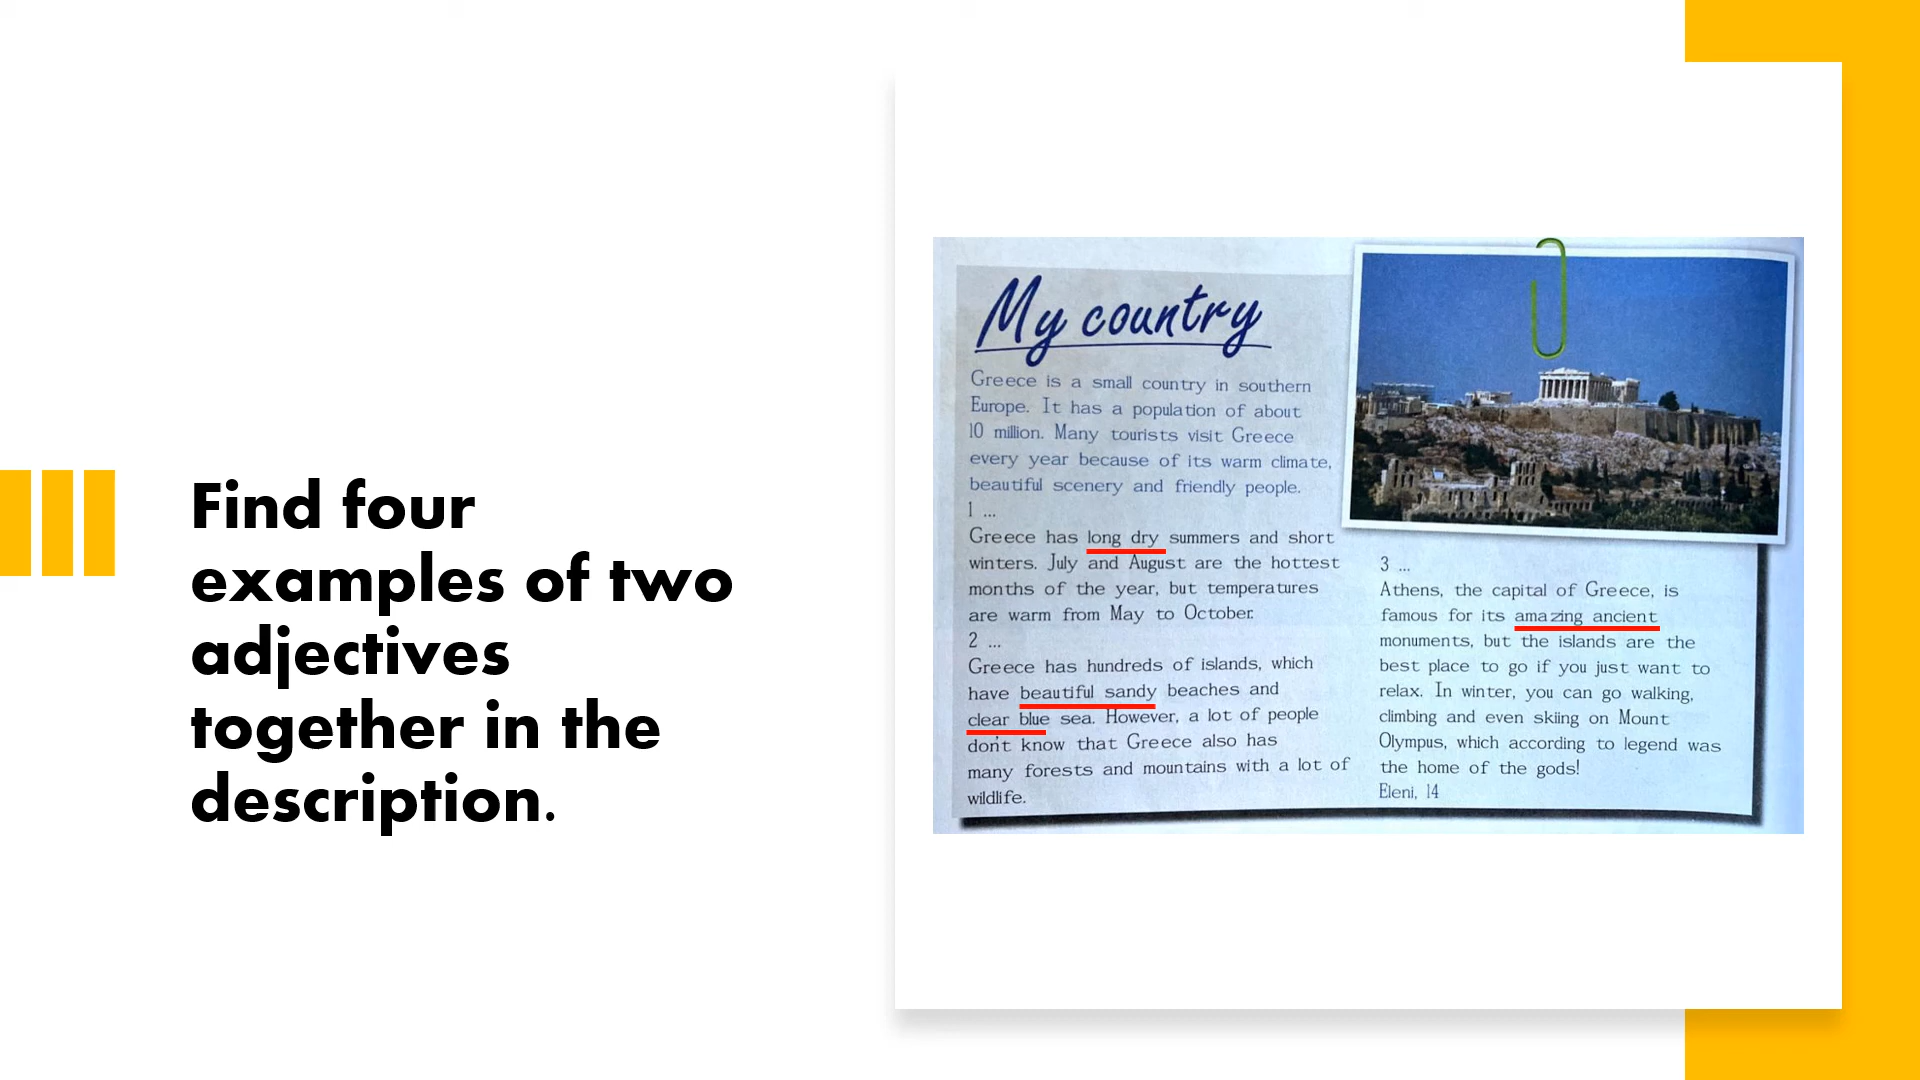 Find four
examples of two
adjectives
together in the
description.
My country
Greece is a small country in southern
Europe. It has a population of about
10 million. Many tourists visit Greece
every year because of its warm climate,
beautiful scenery and friendly people.
1 ...
Greece has long dry summers and short
winters. July and August are the hottest
months of the year, but temperatures
are warm from May to October.
2 ...
Greece has hundreds of islands, which
have beautiful sandy beaches and
clear blue sea. However, a lot of people
don't know that Greece also has
many forests and mountains with a lot of
wildlife.
3 ...
Athens, the capital of Greece, is
famous for its amazing ancient
monuments, but the islands are the
best place to go if you just want to
relax. In winter, you can go walking,
climbing and even skiing on Mount
Olympus, which according to legend was
the home of the gods!
Eleni, 14